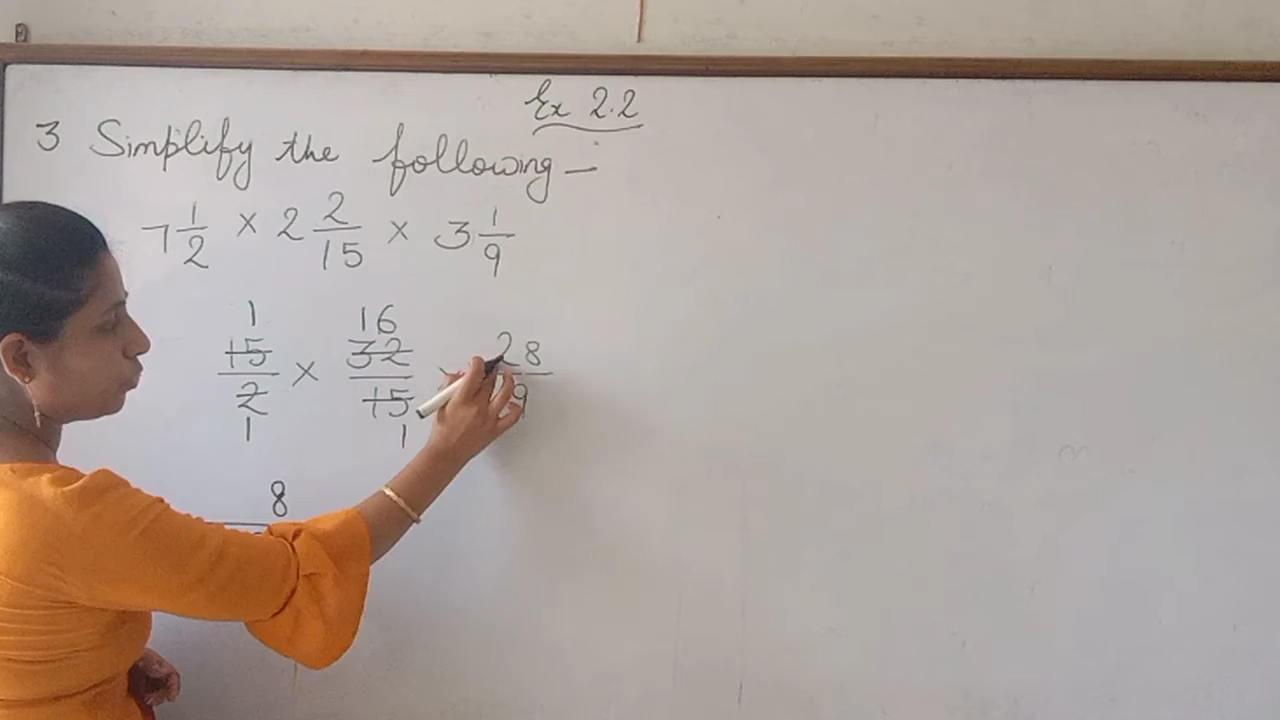 Ex 2.2
3 Simplify the following –
7 1/2 × 2 2/15 × 3 1/9
1 16
15/2 × 32/15 × 28/9
1 1
8